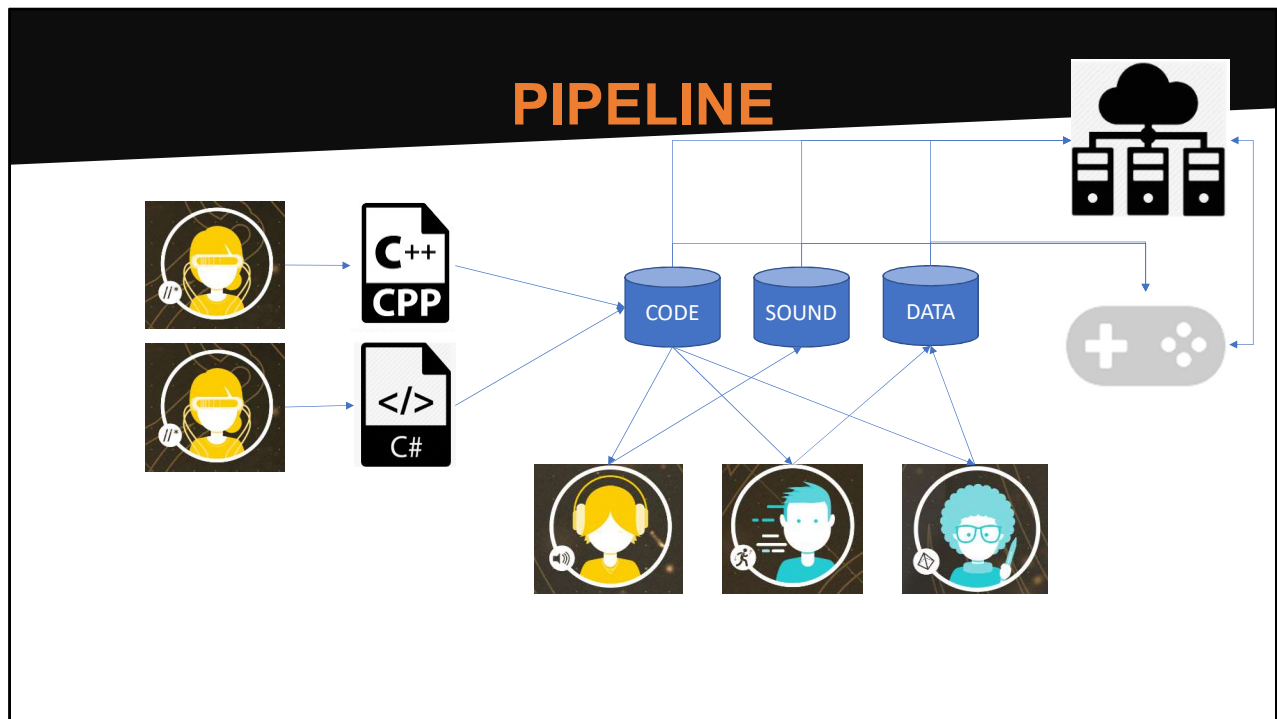 PIPELINE
C++
CPP
</>
C#
CODE
SOUND
DATA
//*
//*